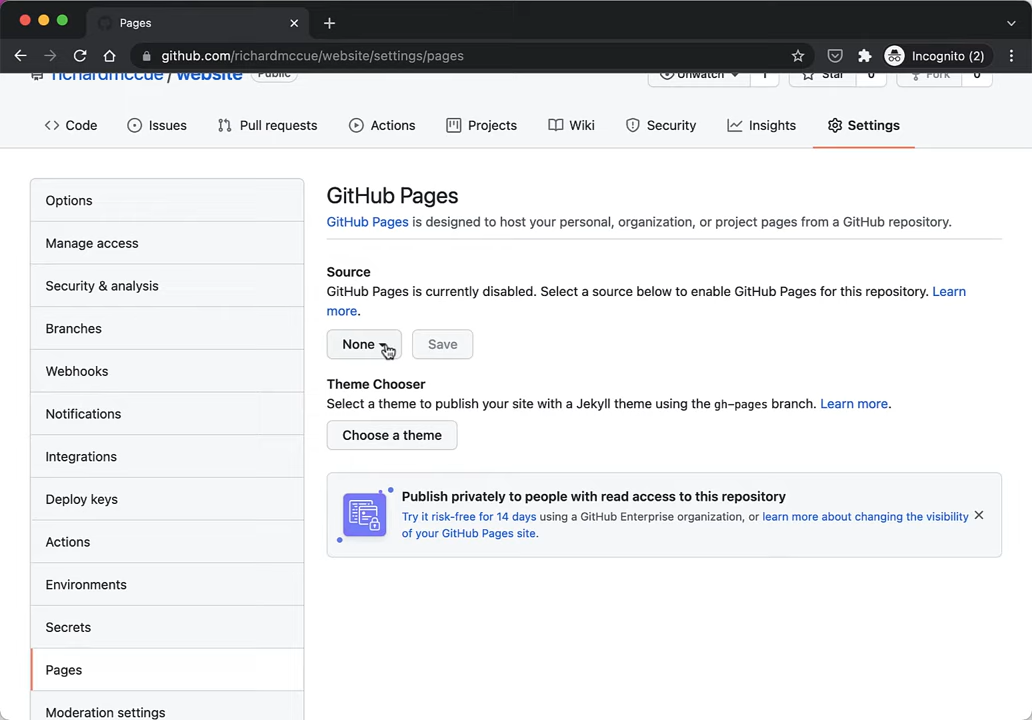 Pages
github.com/richardmccue/website/settings/pages
Incognito (2)
richardmccue / website Public
Unwatch 1 Star 0 Fork 0
Code Issues Pull requests Actions Projects Wiki Security Insights Settings
Options
Manage access
Security & analysis
Branches
Webhooks
Notifications
Integrations
Deploy keys
Actions
Environments
Secrets
Pages
Moderation settings
GitHub Pages
GitHub Pages is designed to host your personal, organization, or project pages from a GitHub repository.
Source
GitHub Pages is currently disabled. Select a source below to enable GitHub Pages for this repository. Learn
more.
None Save
Theme Chooser
Select a theme to publish your site with a Jekyll theme using the gh-pages branch. Learn more.
Choose a theme
Publish privately to people with read access to this repository
Try it risk-free for 14 days using a GitHub Enterprise organization, or learn more about changing the visibility
of your GitHub Pages site.